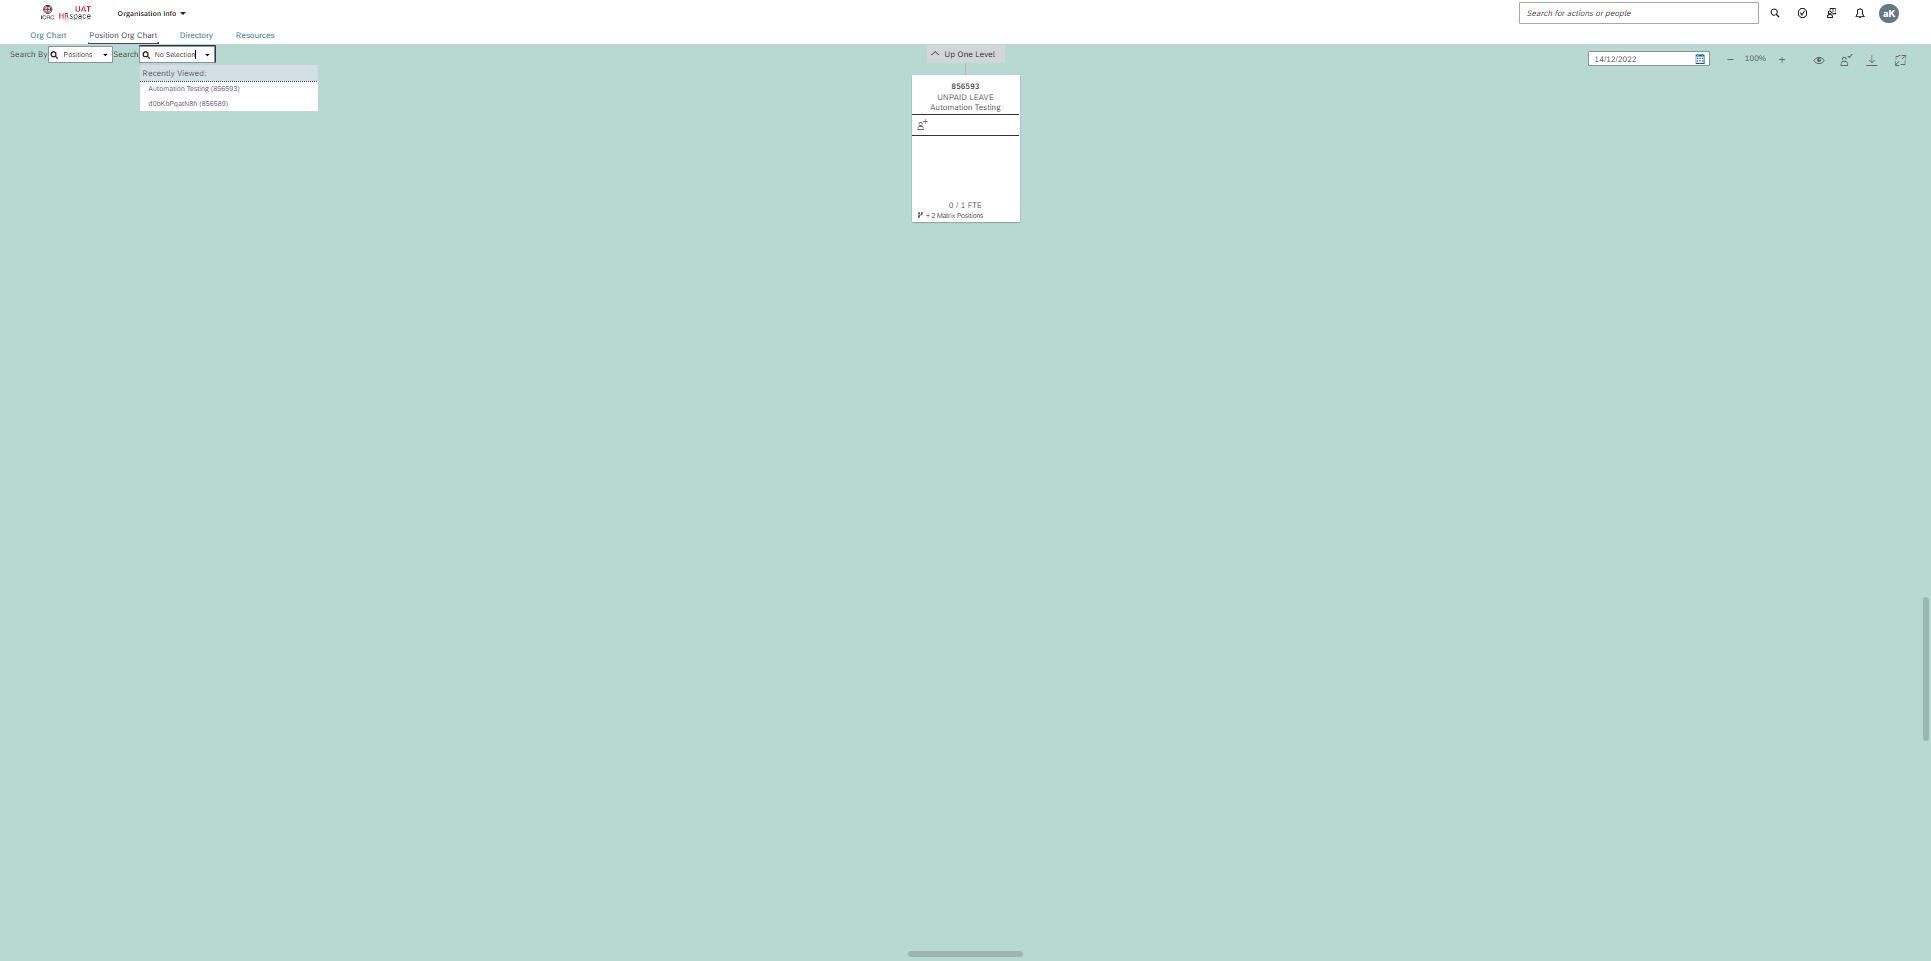 ICRC
UAT
HRspace
Organisation Info
Search for actions or people
aK
Org Chart
Position Org Chart
Directory
Resources
Search By
Positions
Search
No Selection
Recently Viewed:
Automation Testing (856593)
d0bKbPqatN8h (856589)
Up One Level
856593
UNPAID LEAVE
Automation Testing
0 / 1 FTE
+ 2 Matrix Positions
14/12/2022
100%